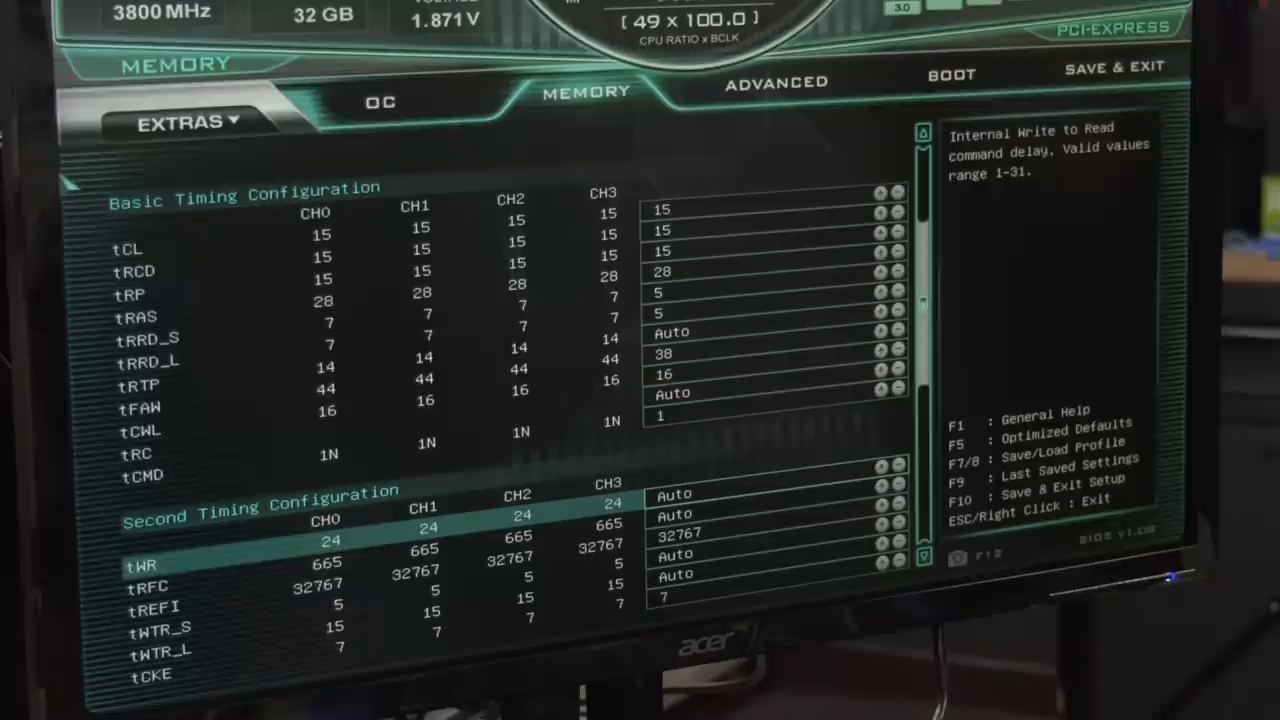 3800 MHz 32 GB 1.871V
[ 49 x 100.0 ]
CPU RATIO x BCLK
3.0
PCI-EXPRESS
MEMORY
EXTRAS OC MEMORY ADVANCED BOOT SAVE & EXIT
Basic Timing Configuration
CH0 CH1 CH2 CH3
tCL 15 15 15 15 15
tRCD 15 15 15 15 15
tRP 15 15 15 15 15
tRAS 28 28 28 28 28
tRRD_S 7 7 7 7 5
tRRD_L 7 7 7 7 5
tRTP 14 14 14 14 Auto
tFAW 44 44 44 44 38
tCWL 16 16 16 16 16
tRC Auto
tCMD 1N 1N 1N 1N 1
Second Timing Configuration
CH0 CH1 CH2 CH3
tWR 24 24 24 24 Auto
tRFC 665 665 665 665 Auto
tREFI 32767 32767 32767 32767 32767
tWTR_S 5 5 5 5 Auto
tWTR_L 15 15 15 15 Auto
tCKE 7 7 7 7 7
Internal Write to Read
command delay. Valid values
range 1-31.
F1 : General Help
F5 : Optimized Defaults
F7/8 : Save/Load Profile
F9 : Last Saved Settings
F10 : Save & Exit Setup
ESC/Right Click : Exit
F12
acer